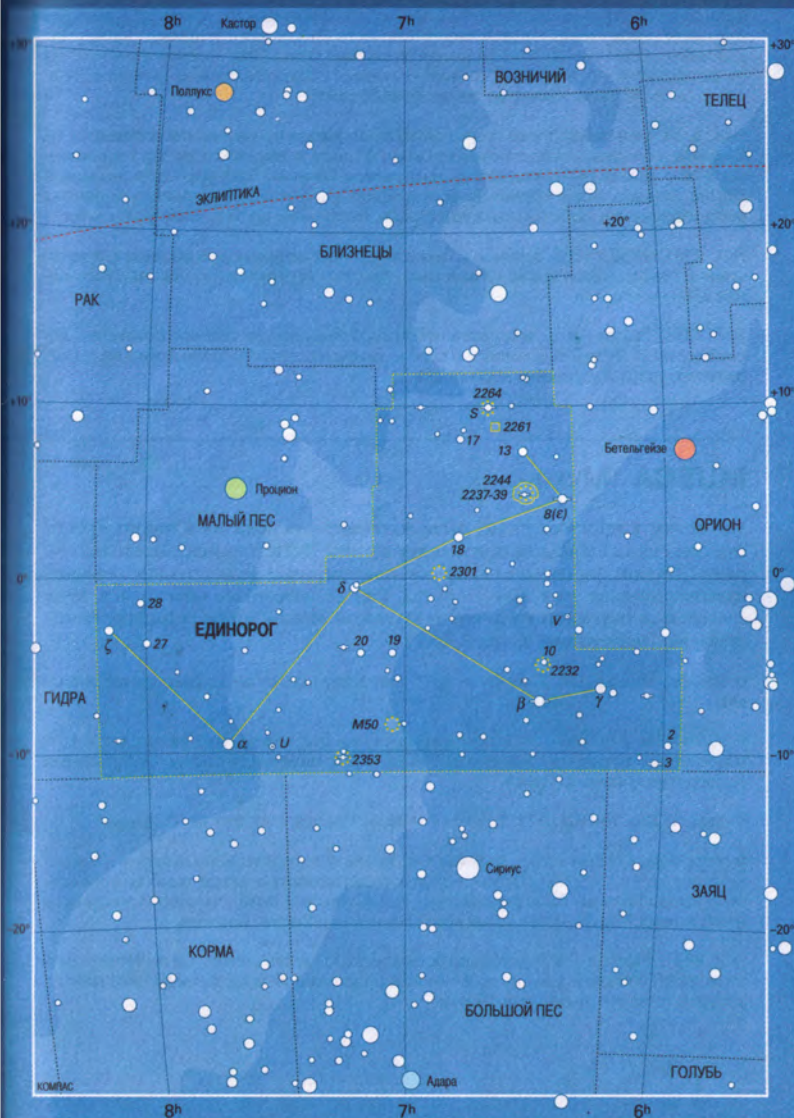 8h
Кастор
7h
6h
+30°
+30°
ВОЗНИЧИЙ
Поллукс
ТЕЛЕЦ
ЭКЛИПТИКА
+20°
+20°
+20°
БЛИЗНЕЦЫ
РАК
+10°
2264
+10°
S
2261
17
13
Бетельгейзе
2244
Процион
2237-39
8(ε)
МАЛЫЙ ПЕС
ОРИОН
18
2301
0°
0°
δ
28
V
ЕДИНОРОГ
ζ
27
20
19
10
2232
ГИДРА
β
γ
M50
α
U
2
-10°
2353
3
-10°
Сириус
ЗАЯЦ
-20°
-20°
КОРМА
БОЛЬШОЙ ПЕС
ГОЛУБЬ
КОМПАС
Адара
8h
7h
6h